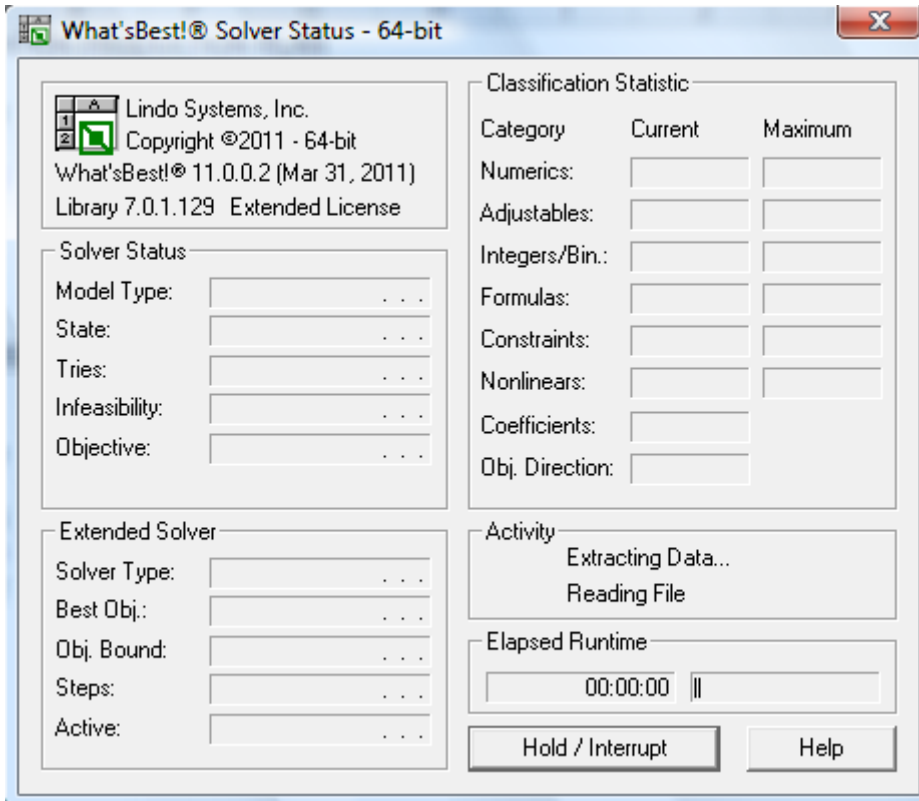 What'sBest!® Solver Status - 64-bit
Lindo Systems, Inc.
Copyright ©2011 - 64-bit
What'sBest!® 11.0.0.2 (Mar 31, 2011)
Library 7.0.1.129 Extended License
Solver Status
Model Type: . . .
State: . . .
Tries: . . .
Infeasibility: . . .
Objective: . . .
Extended Solver
Solver Type: . . .
Best Obj.: . . .
Obj. Bound: . . .
Steps: . . .
Active: . . .
Classification Statistic
Category Current Maximum
Numerics:
Adjustables:
Integers/Bin.:
Formulas:
Constraints:
Nonlinears:
Coefficients:
Obj. Direction:
Activity
Extracting Data...
Reading File
Elapsed Runtime
00:00:00 ||
Hold / Interrupt Help